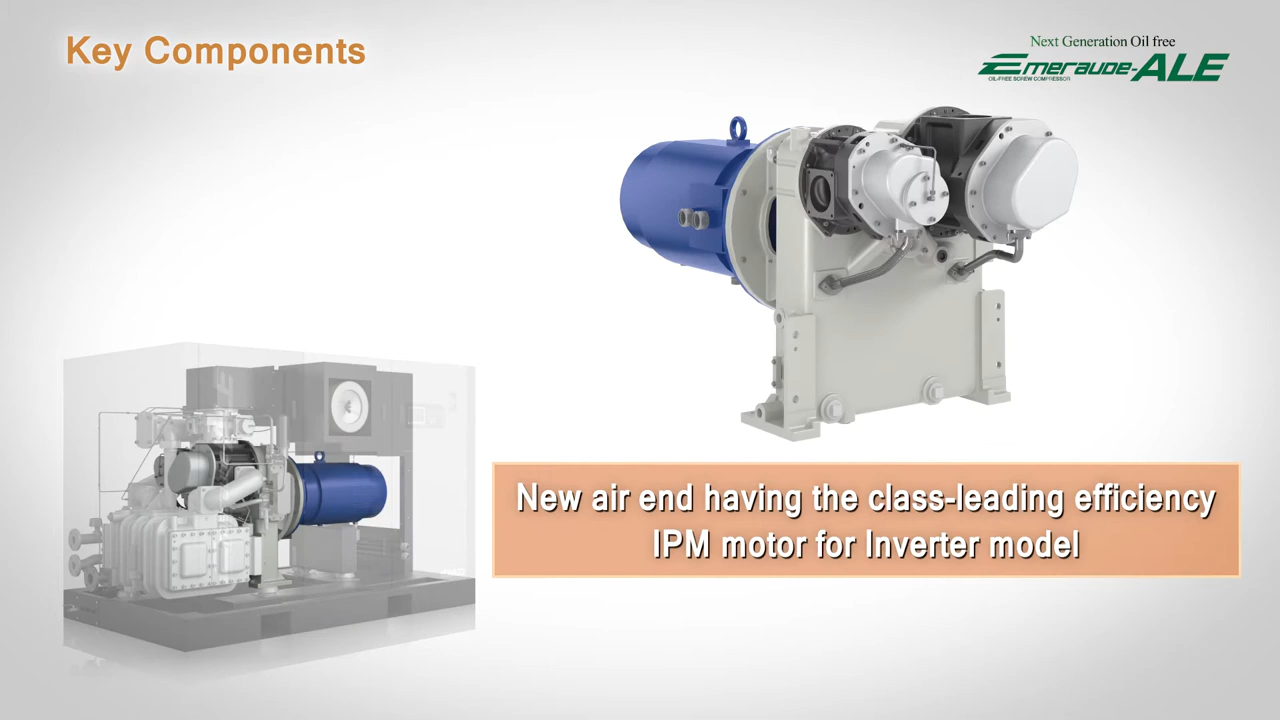 Key Components
Next Generation Oil free
Emeraude-ALE
OIL-FREE SCREW COMPRESSOR
New air end having the class-leading efficiency
IPM motor for Inverter model